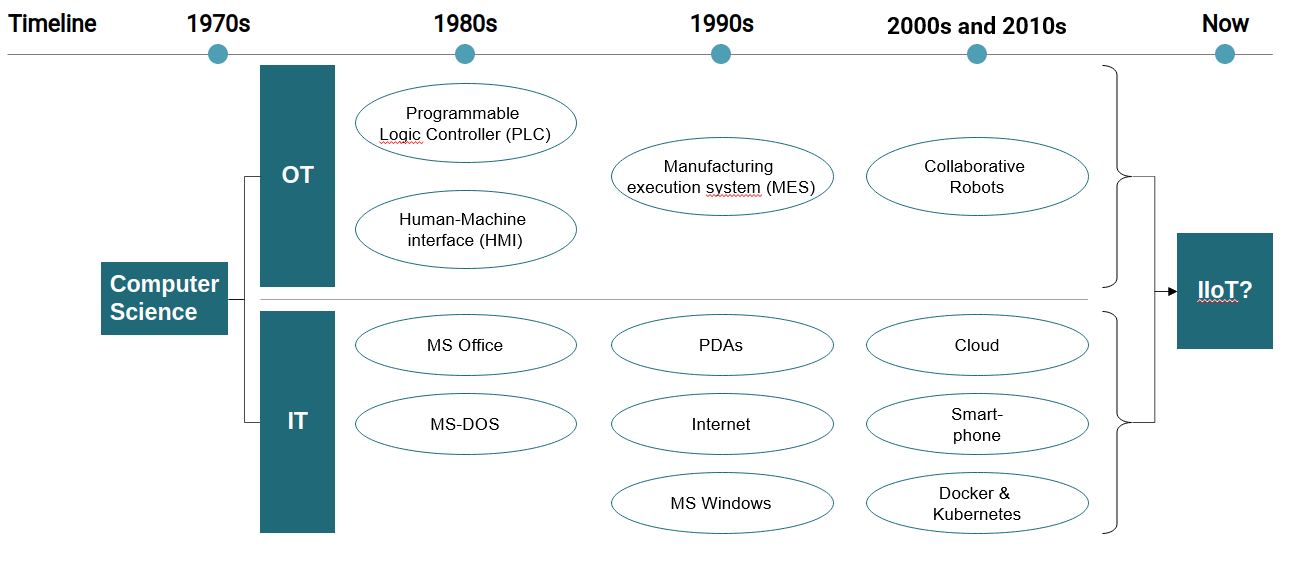 Timeline
1970s
1980s
1990s
2000s and 2010s
Now
Computer
Science
OT
Programmable
Logic Controller (PLC)
Human-Machine
interface (HMI)
Manufacturing
execution system (MES)
Collaborative
Robots
IT
MS Office
PDAs
Cloud
MS-DOS
Internet
Smart-
phone
MS Windows
Docker &
Kubernetes
IIoT?